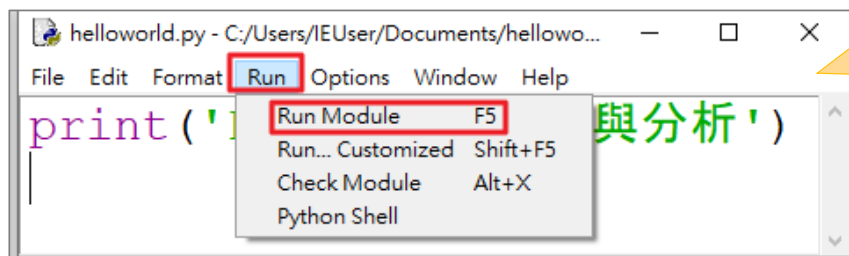 helloworld.py - C:/Users/IEUser/Documents/hellowo...
File Edit Format Run Options Window Help
print(' 與分析')
Run Module F5
Run... Customized Shift+F5
Check Module Alt+X
Python Shell